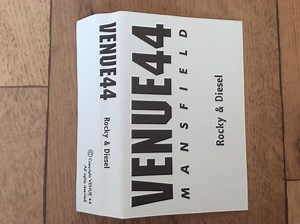 VENUE44
Rocky & Diesel
© Copyright VENUE 44
All rights reserved
VENUE44
MANSFIELD
Rocky & Diesel